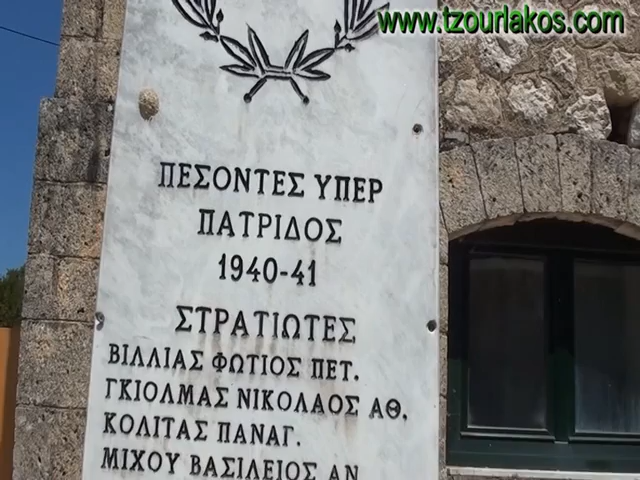 www.tzourlakos.com
ΠΕΣΟΝΤΕΣ ΥΠΕΡ
ΠΑΤΡΙΔΟΣ
1940-41
ΣΤΡΑΤΙΩΤΕΣ
ΒΙΛΛΙΑΣ ΦΩΤΙΟΣ ΠΕΤ.
ΓΚΙΟΛΜΑΣ ΝΙΚΟΛΑΟΣ ΑΘ.
ΚΟΛΙΤΑΣ ΠΑΝΑΓ.
ΜΙΧΟΥ ΒΑΣΙΛΕΙΟΣ ΑΝ